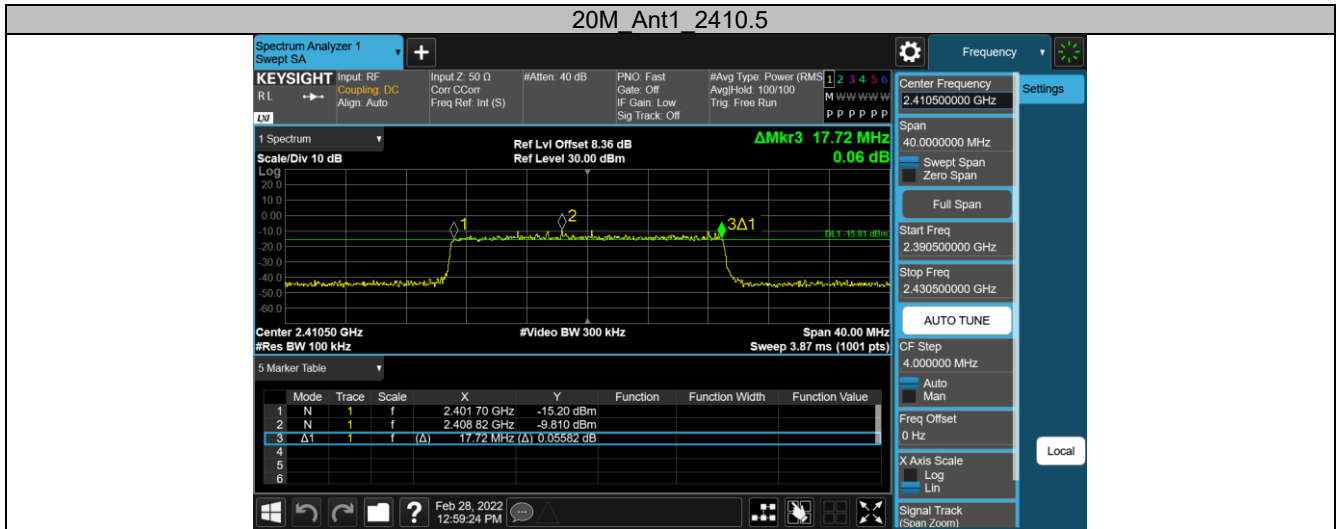 20M_Ant1_2410.5
Spectrum Analyzer 1
Swept SA
Frequency
KEYSIGHT
RL
LXI
Input: RF
Coupling: DC
Align: Auto
Input Z: 50 Ω
Corr CCorr
Freq Ref: Int (S)
#Atten: 40 dB
PNO: Fast
Gate: Off
IF Gain: Low
Sig Track: Off
#Avg Type: Power (RMS
Avg|Hold: 100/100
Trig: Free Run
1 2 3 4 5 6
M W W W W W
P P P P P P
1 Spectrum
Scale/Div 10 dB
Ref Lvl Offset 8.36 dB
Ref Level 30.00 dBm
ΔMkr3 17.72 MHz
0.06 dB
Log
20.0
10.0
0.00
-10.0
-20.0
-30.0
-40.0
-50.0
-60.0
1
2
3Δ1
DL1 -15.81 dBm
Center 2.41050 GHz
#Res BW 100 kHz
#Video BW 300 kHz
Span 40.00 MHz
Sweep 3.87 ms (1001 pts)
5 Marker Table
Mode Trace Scale X Y Function Function Width Function Value
1 N 1 f 2.401 70 GHz -15.20 dBm
2 N 1 f 2.408 82 GHz -9.810 dBm
3 Δ1 1 f (Δ) 17.72 MHz (Δ) 0.05582 dB
4
5
6
Feb 28, 2022
12:59:24 PM
Center Frequency
2.410500000 GHz
Span
40.0000000 MHz
Swept Span
Zero Span
Full Span
Start Freq
2.390500000 GHz
Stop Freq
2.430500000 GHz
AUTO TUNE
CF Step
4.000000 MHz
Auto
Man
Freq Offset
0 Hz
X Axis Scale
Log
Lin
Signal Track
(Span Zoom)
Settings
Local